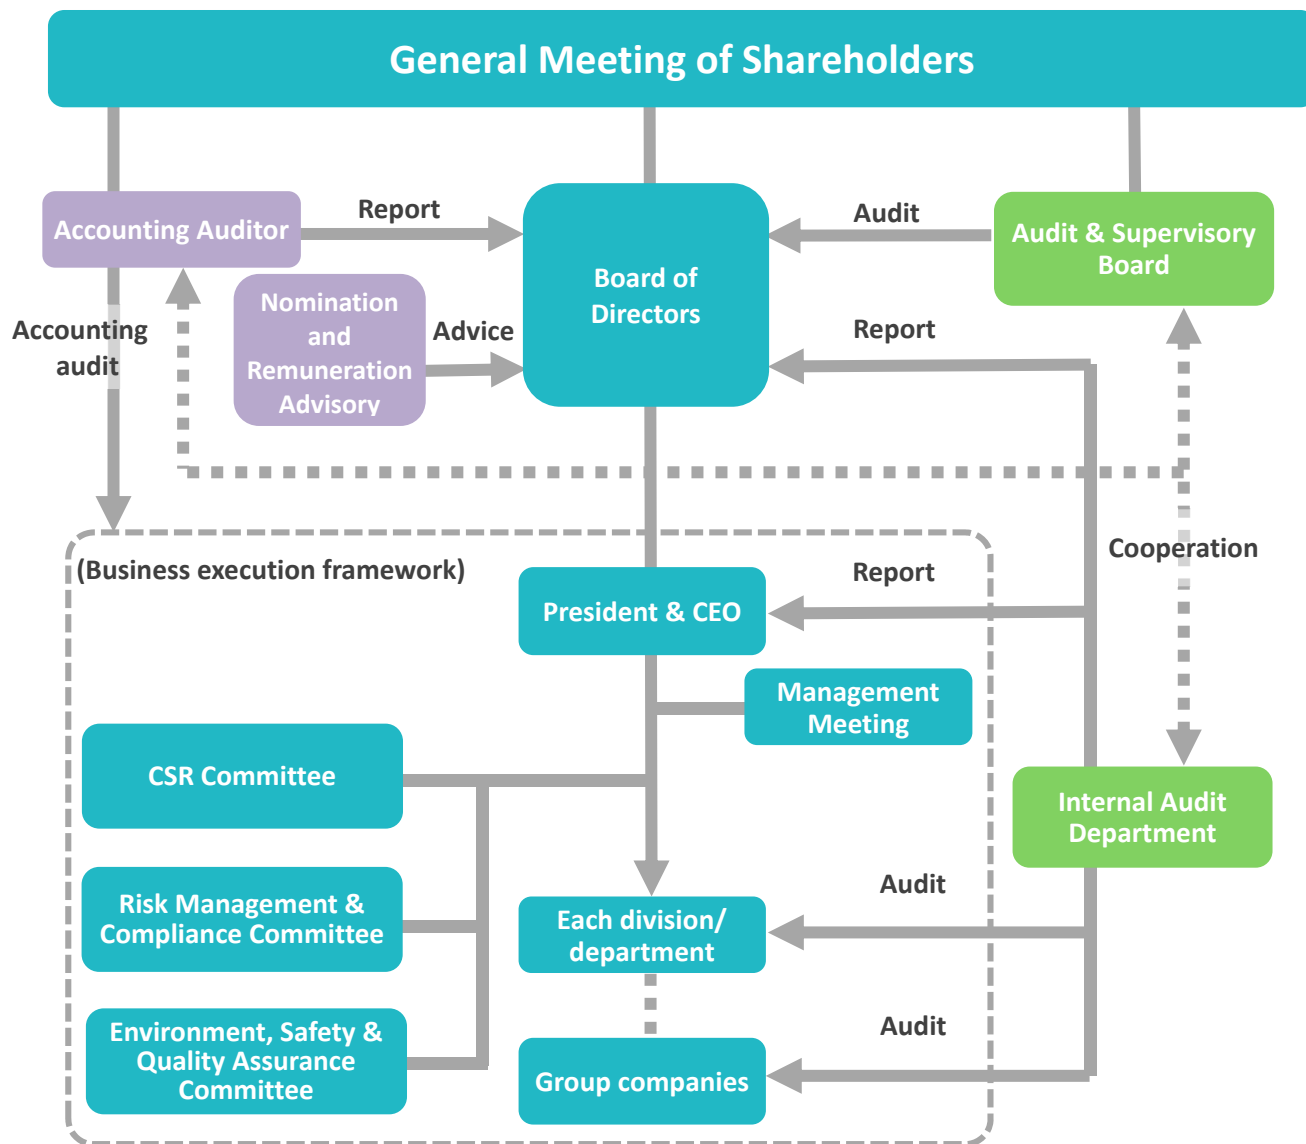 General Meeting of Shareholders
Accounting Auditor
Report
Board of
Directors
Audit
Audit & Supervisory
Board
Nomination
and
Remuneration
Advisory
Advice
Report
Accounting
audit
(Business execution framework)
President & CEO
Report
Cooperation
Management
Meeting
CSR Committee
Internal Audit
Department
Risk Management &
Compliance Committee
Each division/
department
Audit
Environment, Safety &
Quality Assurance
Committee
Group companies
Audit